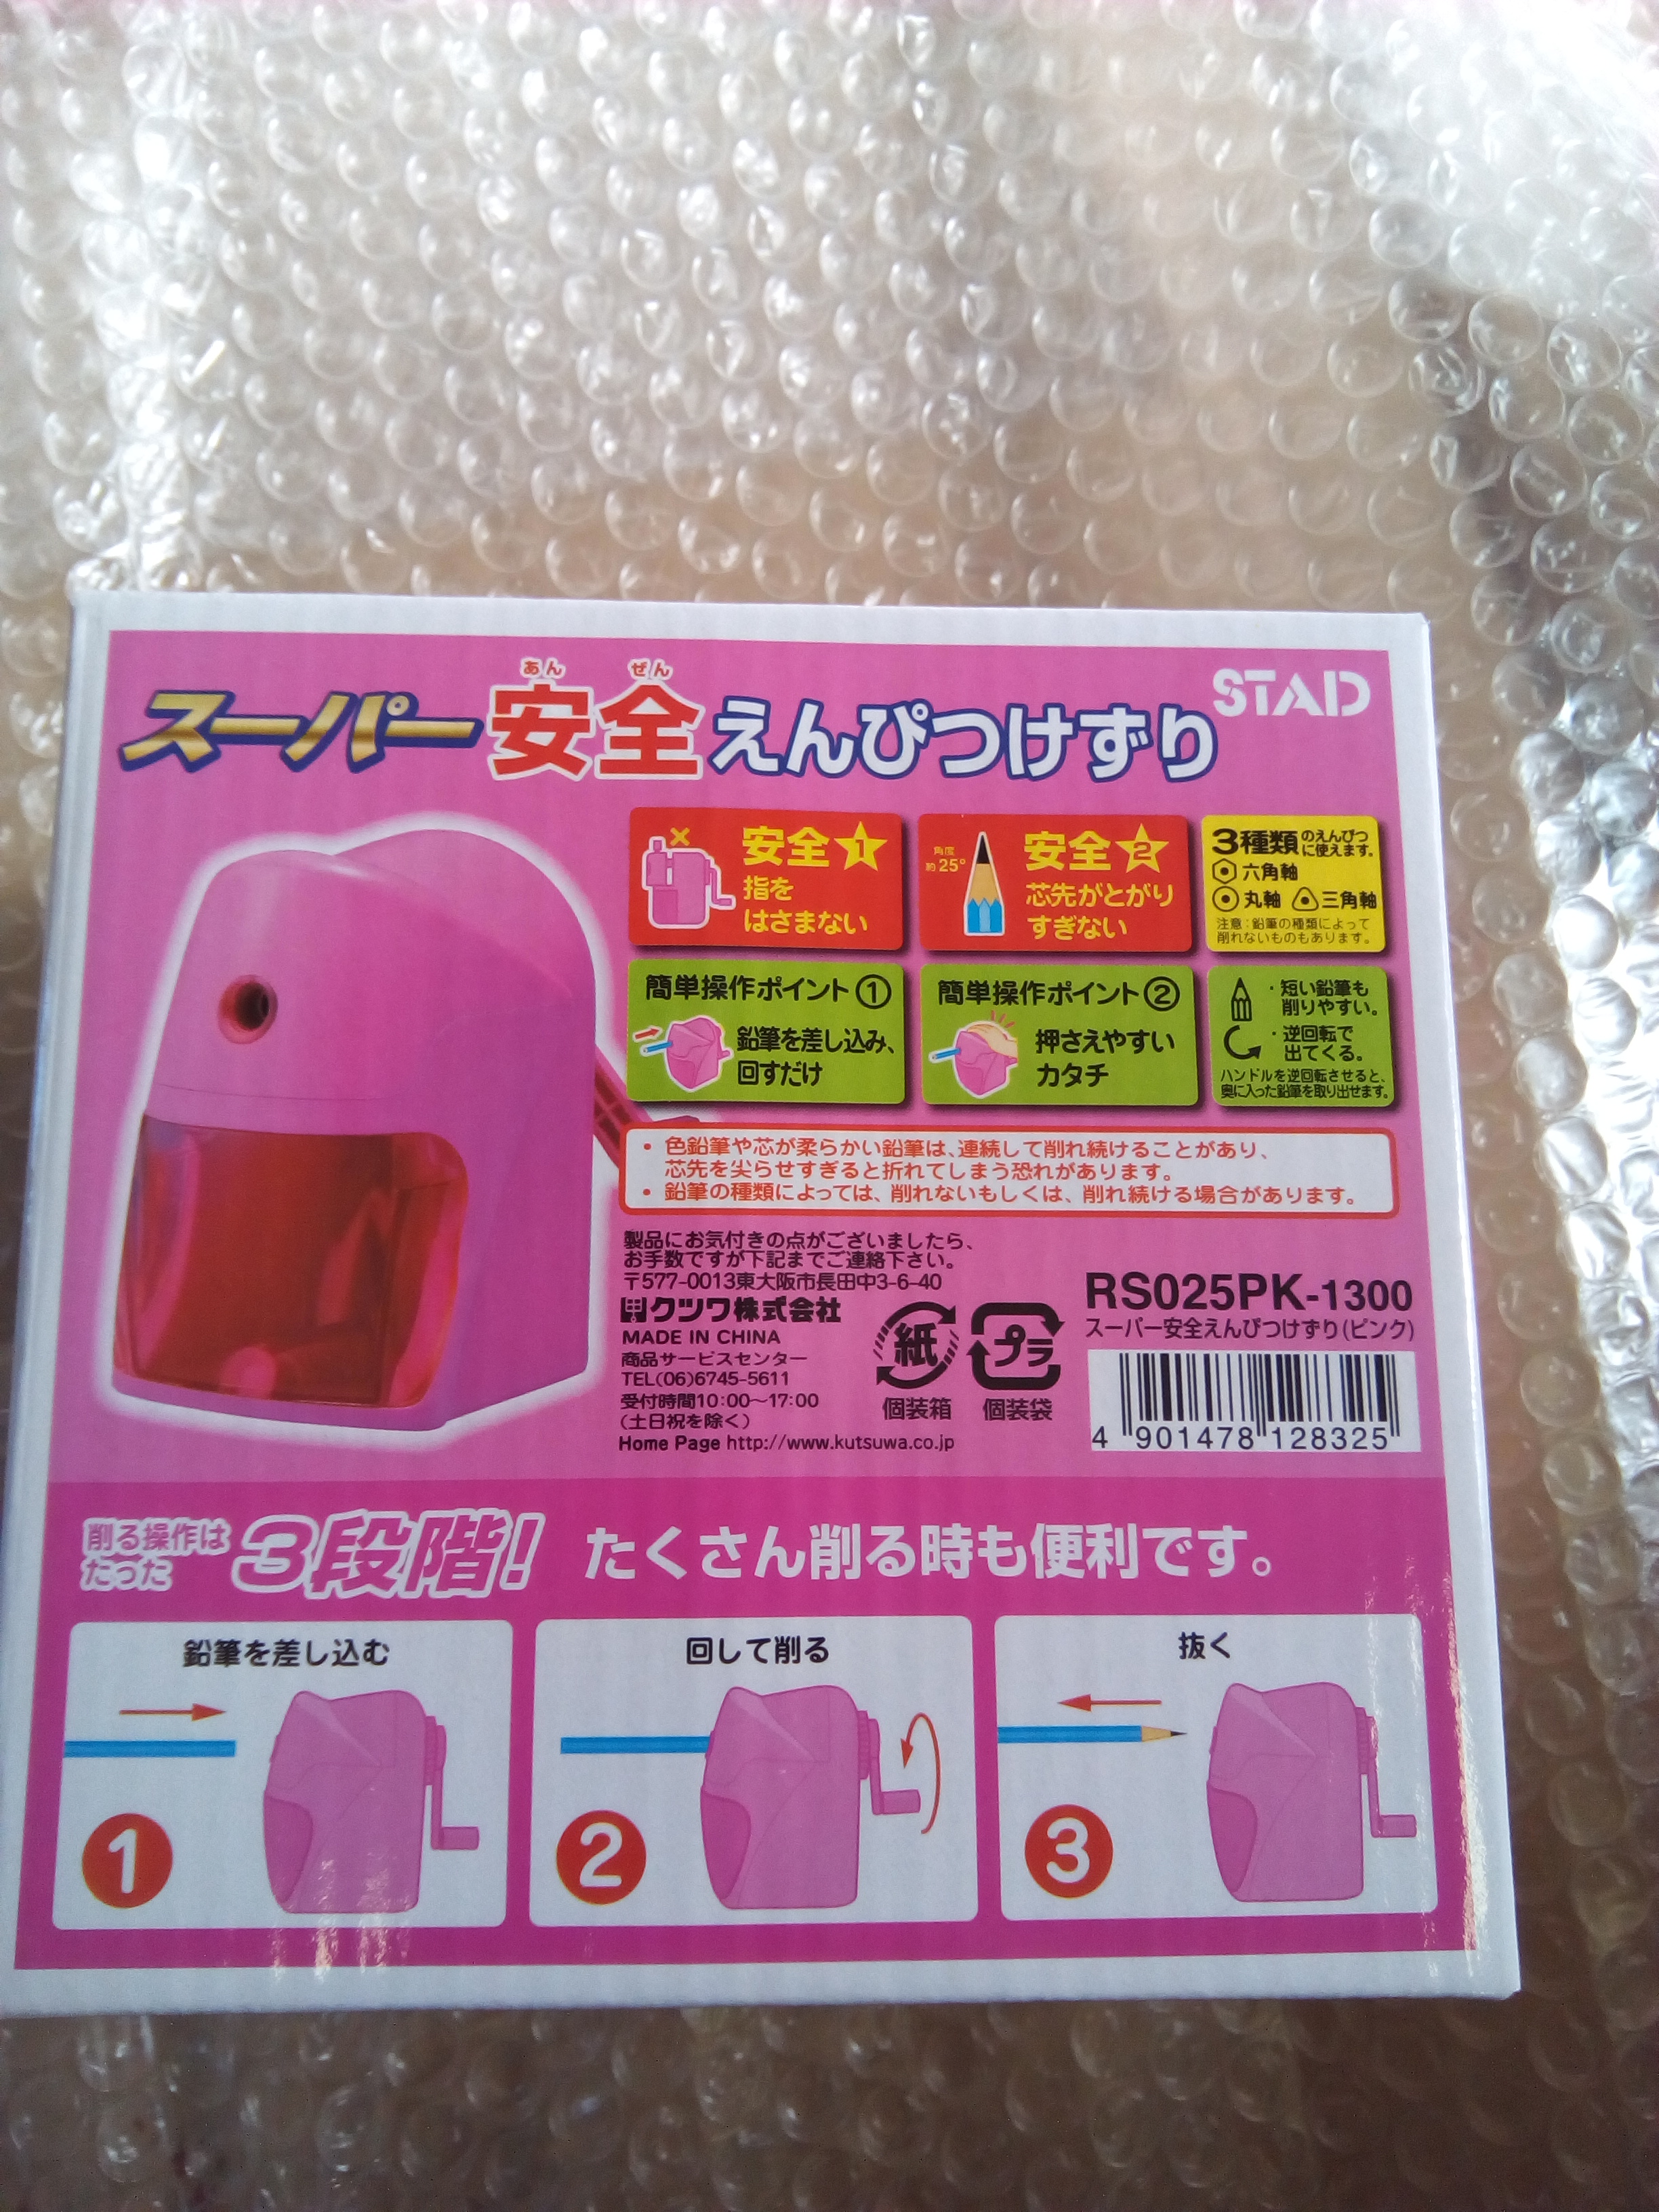 あん ぜん
スーパー安全えんぴつけずり
STAD
安全1
指を
はさまない
角度
約25°
安全2
芯先がとがり
すぎない
3種類のえんぴつ
に使えます。
六角軸
丸軸 三角軸
注意:鉛筆の種類によって
削れないものもあります。
簡単操作ポイント①
鉛筆を差し込み、
回すだけ
簡単操作ポイント②
押さえやすい
カタチ
・短い鉛筆も
削りやすい。
・逆回転で
出てくる。
ハンドルを逆回転させると、
奥に入った鉛筆を取り出せます。
・色鉛筆や芯が柔らかい鉛筆は、連続して削れ続けることがあり、
芯先を尖らせすぎると折れてしまう恐れがあります。
・鉛筆の種類によっては、削れないもしくは、削れ続ける場合があります。
製品にお気付きの点がございましたら、
お手数ですが下記までご連絡下さい。
〒577-0013東大阪市長田中3-6-40
クツワ株式会社
MADE IN CHINA
商品サービスセンター
TEL(06)6745-5611
受付時間10:00〜17:00
(土日祝を除く)
Home Page http://www.kutsuwa.co.jp
紙
個装箱
プラ
個装袋
RS025PK-1300
スーパー安全えんぴつけずり(ピンク)
4 901478 128325
削る操作は
たった
3段階!
たくさん削る時も便利です。
鉛筆を差し込む
1
回して削る
2
抜く
3